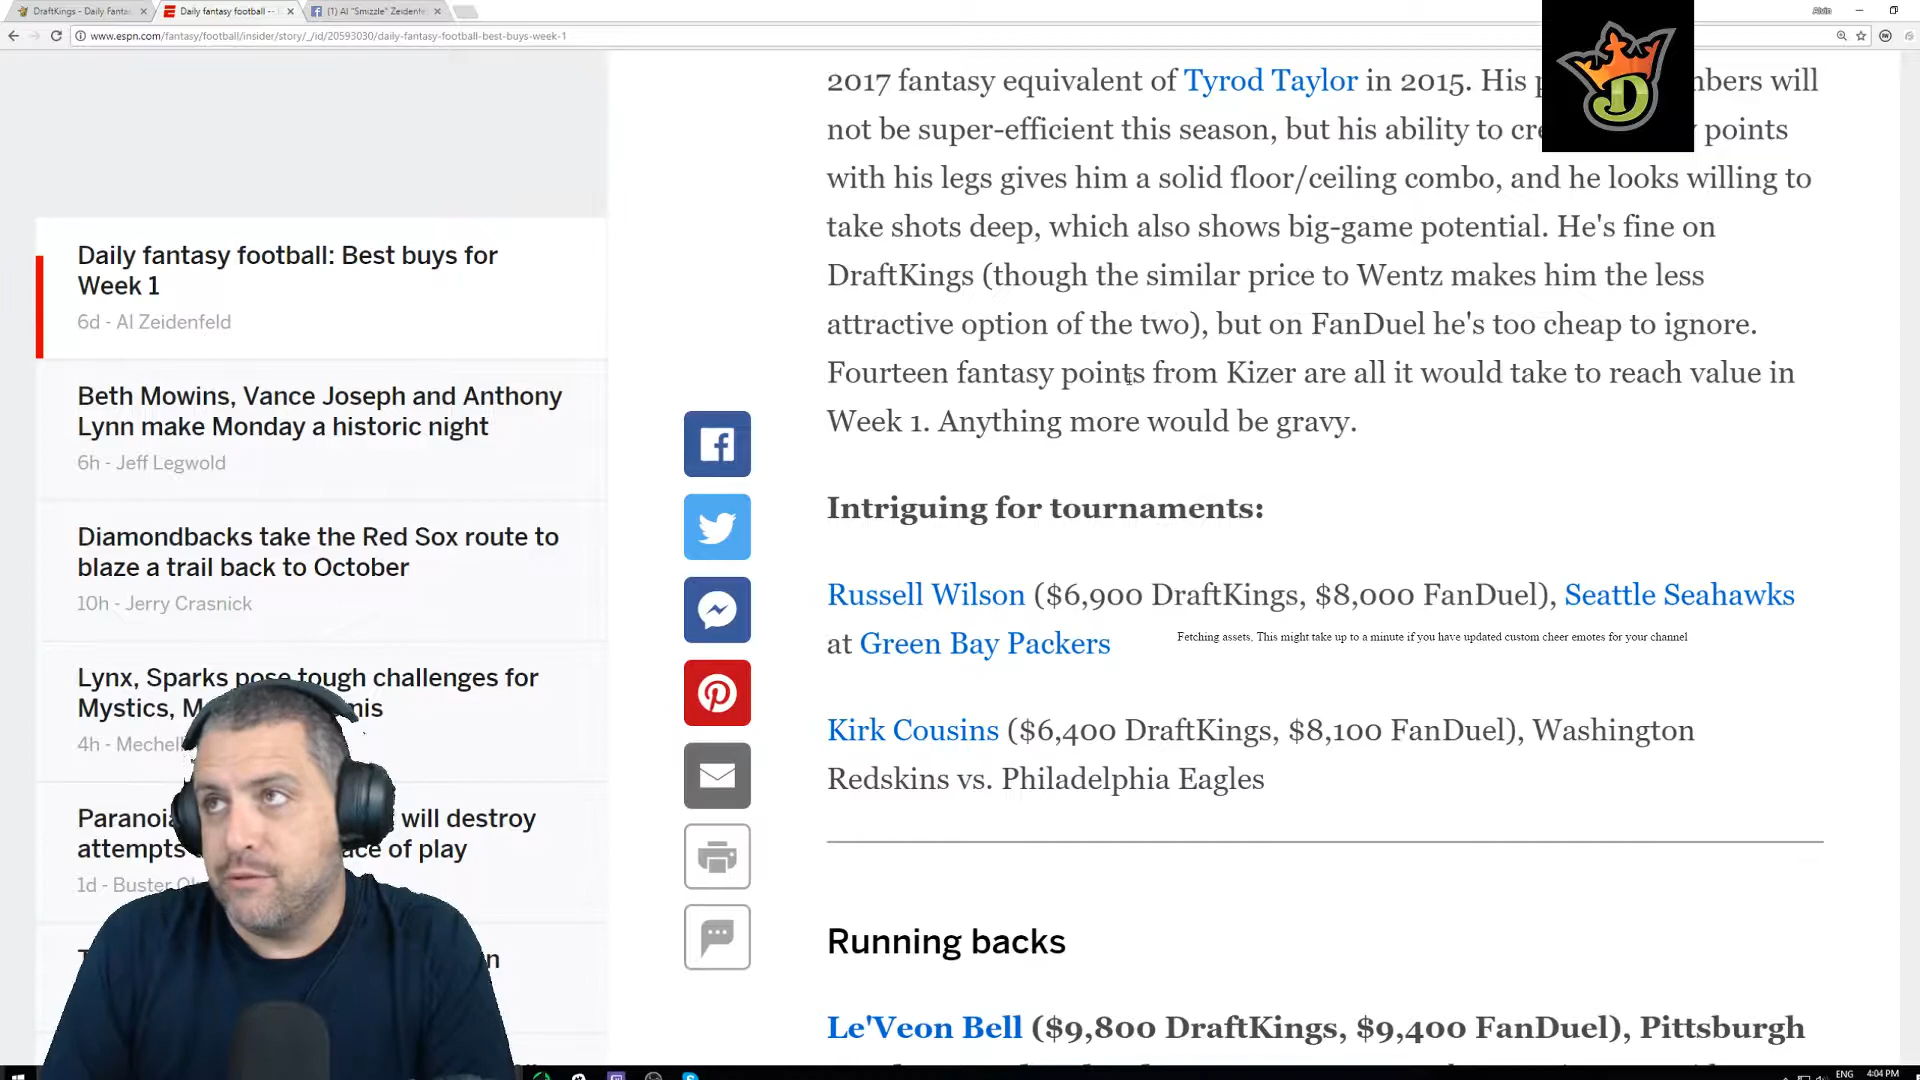 DraftKings - Daily Fanta
Daily fantasy football --
(1) Al "Smizzle" Zeidenfe
Alvin
www.espn.com/fantasy/football/insider/story/_/id/20593030/daily-fantasy-football-best-buys-week-1
2017 fantasy equivalent of Tyrod Taylor in 2015. His p mbers will
not be super-efficient this season, but his ability to cre points
with his legs gives him a solid floor/ceiling combo, and he looks willing to
take shots deep, which also shows big-game potential. He's fine on
DraftKings (though the similar price to Wentz makes him the less
attractive option of the two), but on FanDuel he's too cheap to ignore.
Fourteen fantasy points from Kizer are all it would take to reach value in
Week 1. Anything more would be gravy.
Intriguing for tournaments:
Russell Wilson ($6,900 DraftKings, $8,000 FanDuel), Seattle Seahawks
at Green Bay Packers
Fetching assets. This might take up to a minute if you have updated custom cheer emotes for your channel
Kirk Cousins ($6,400 DraftKings, $8,100 FanDuel), Washington
Redskins vs. Philadelphia Eagles
Running backs
Le'Veon Bell ($9,800 DraftKings, $9,400 FanDuel), Pittsburgh
Daily fantasy football: Best buys for
Week 1
6d - Al Zeidenfeld
Beth Mowins, Vance Joseph and Anthony
Lynn make Monday a historic night
6h - Jeff Legwold
Diamondbacks take the Red Sox route to
blaze a trail back to October
10h - Jerry Crasnick
Lynx, Sparks pose tough challenges for
Mystics, M mis
4h - Mechel
Paranoia will destroy
attempts ace of play
1d - Buster O
D
ENG 4:04 PM